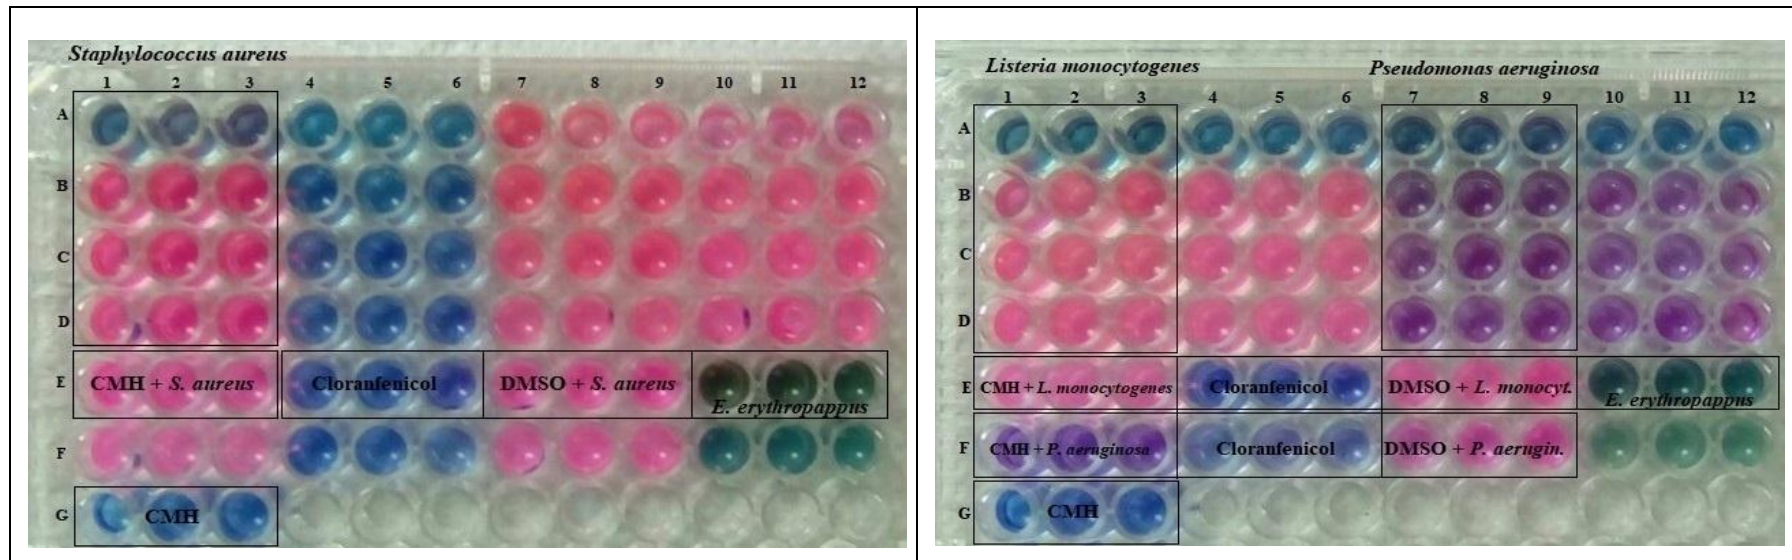 Staphylococcus aureus
1 2 3 4 5 6 7 8 9 10 11 12
A
B
C
D
E CMH + S. aureus Cloranfenicol DMSO + S. aureus
E. erythropappus
F
G CMH
Listeria monocytogenes Pseudomonas aeruginosa
1 2 3 4 5 6 7 8 9 10 11 12
A
B
C
D
E CMH + L. monocytogenes Cloranfenicol DMSO + L. monocyt.
E. erythropappus
F CMH + P. aeruginosa Cloranfenicol DMSO + P. aerugin.
G CMH